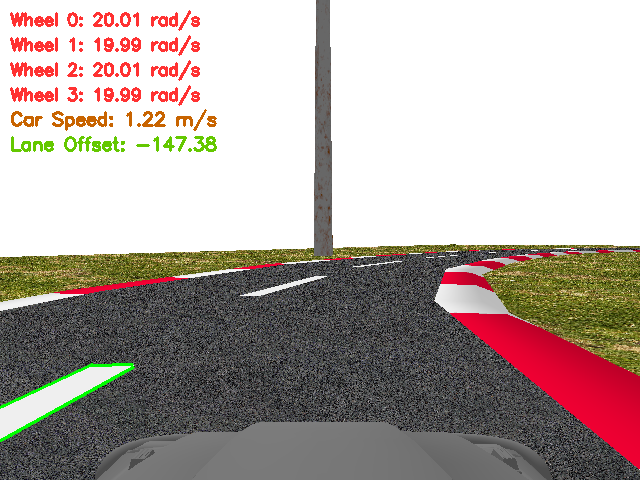 Wheel 0: 20.01 rad/s
Wheel 1: 19.99 rad/s
Wheel 2: 20.01 rad/s
Wheel 3: 19.99 rad/s
Car Speed: 1.22 m/s
Lane Offset: -147.38